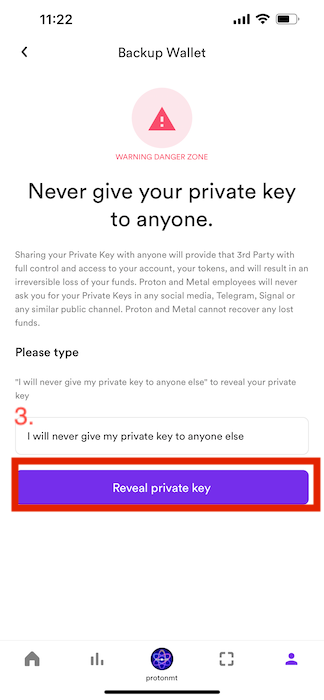 11:22
Backup Wallet
WARNING DANGER ZONE
Never give your private key
to anyone.
Sharing your Private Key with anyone will provide that 3rd Party with
full control and access to your account, your tokens, and will result in an
irreversible loss of your funds. Proton and Metal employees will never
ask you for your Private Keys in any social media, Telegram, Signal or
any similar public channel. Proton and Metal cannot recover any lost
funds.
Please type
"I will never give my private key to anyone else" to reveal your private
key
3.
I will never give my private key to anyone else
Reveal private key
protonmt